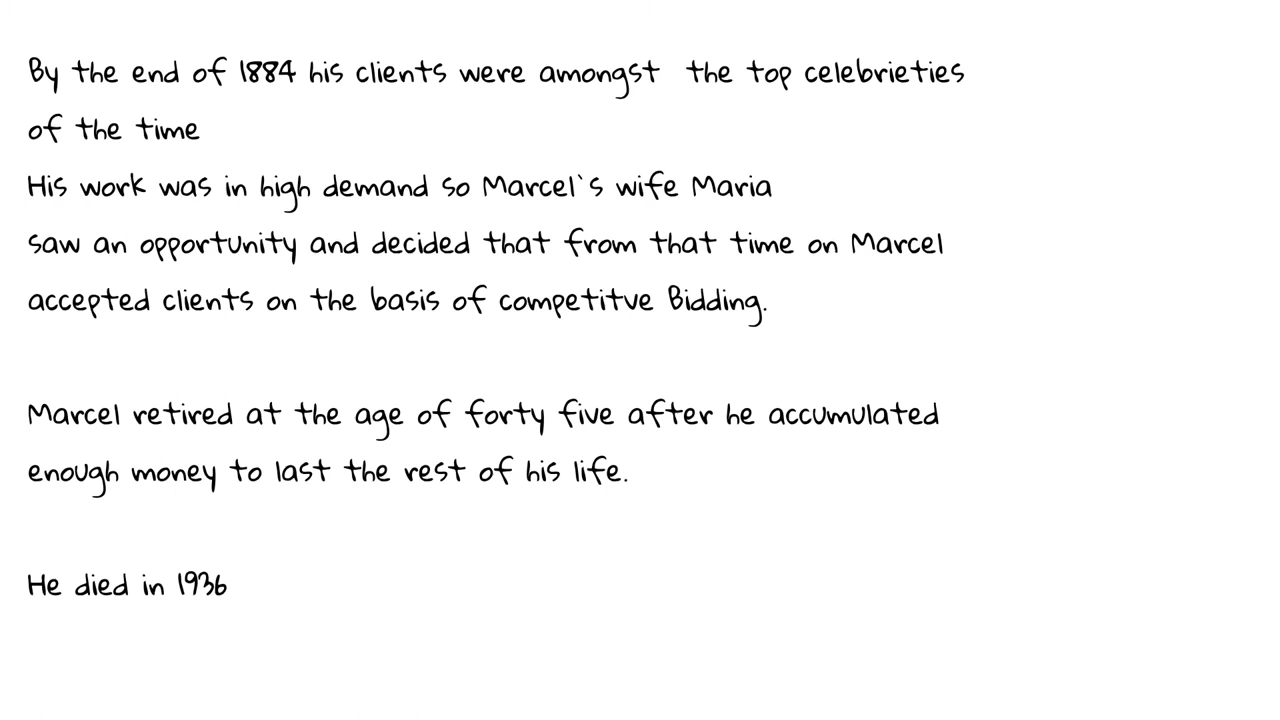 By the end of 1884 his clients were amongst the top celebrieties
of the time
His work was in high demand so Marcel`s wife Maria
saw an opportunity and decided that from that time on Marcel
accepted clients on the basis of competitve Bidding.
Marcel retired at the age of forty five after he accumulated
enough money to last the rest of his life.
He died in 1936